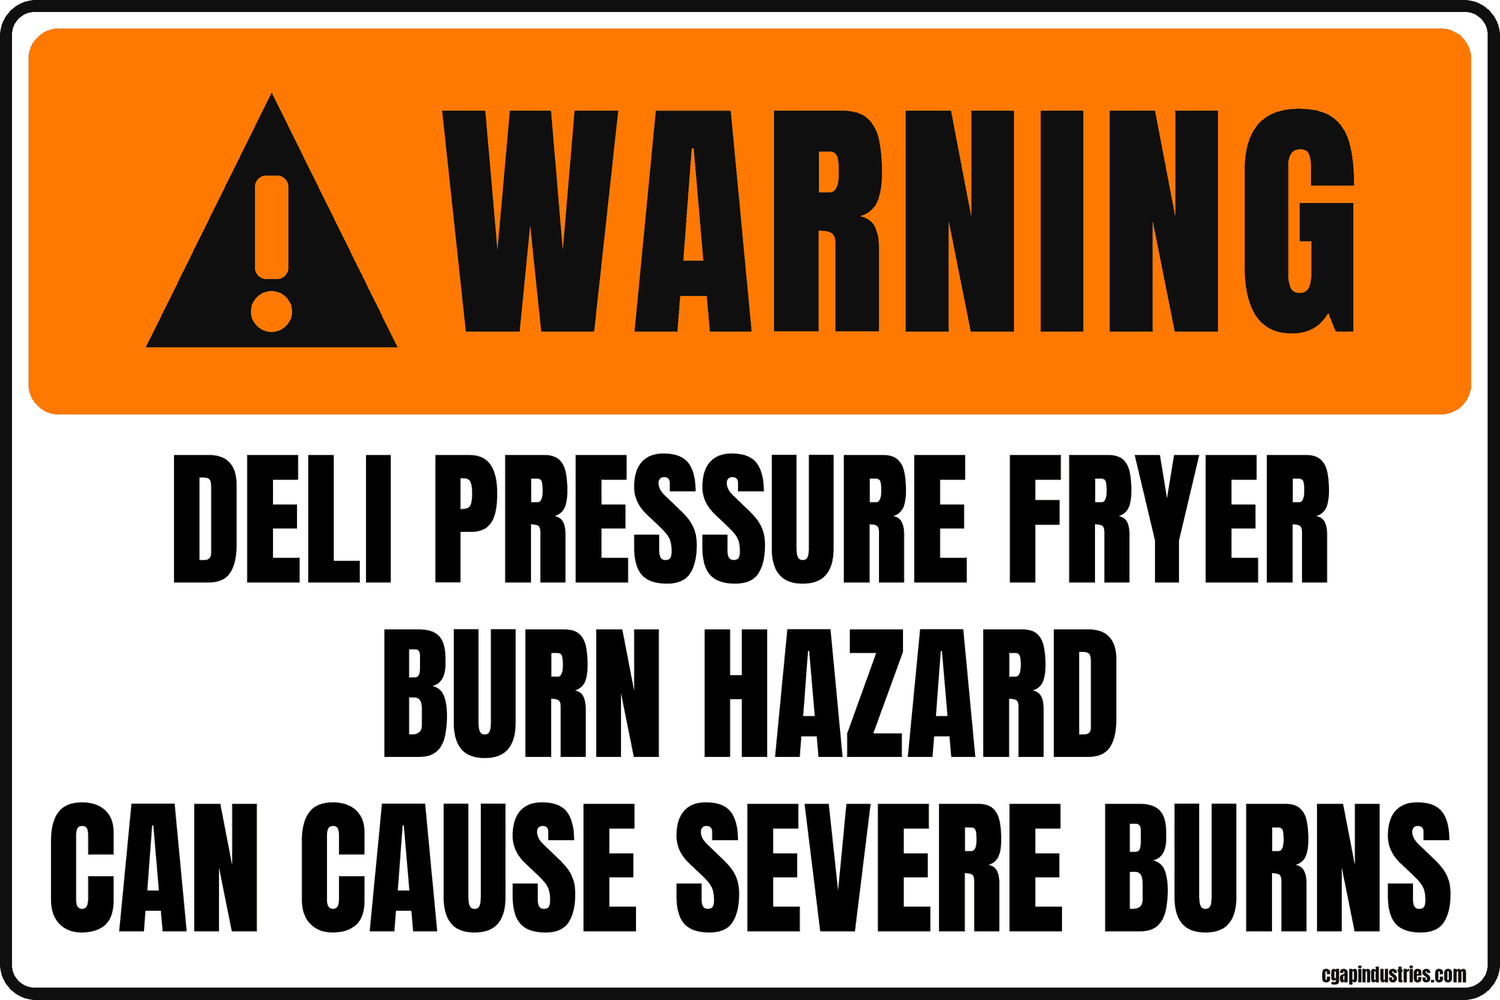 WARNING
DELI PRESSURE FRYER
BURN HAZARD
CAN CAUSE SEVERE BURNS
cgapindustries.com